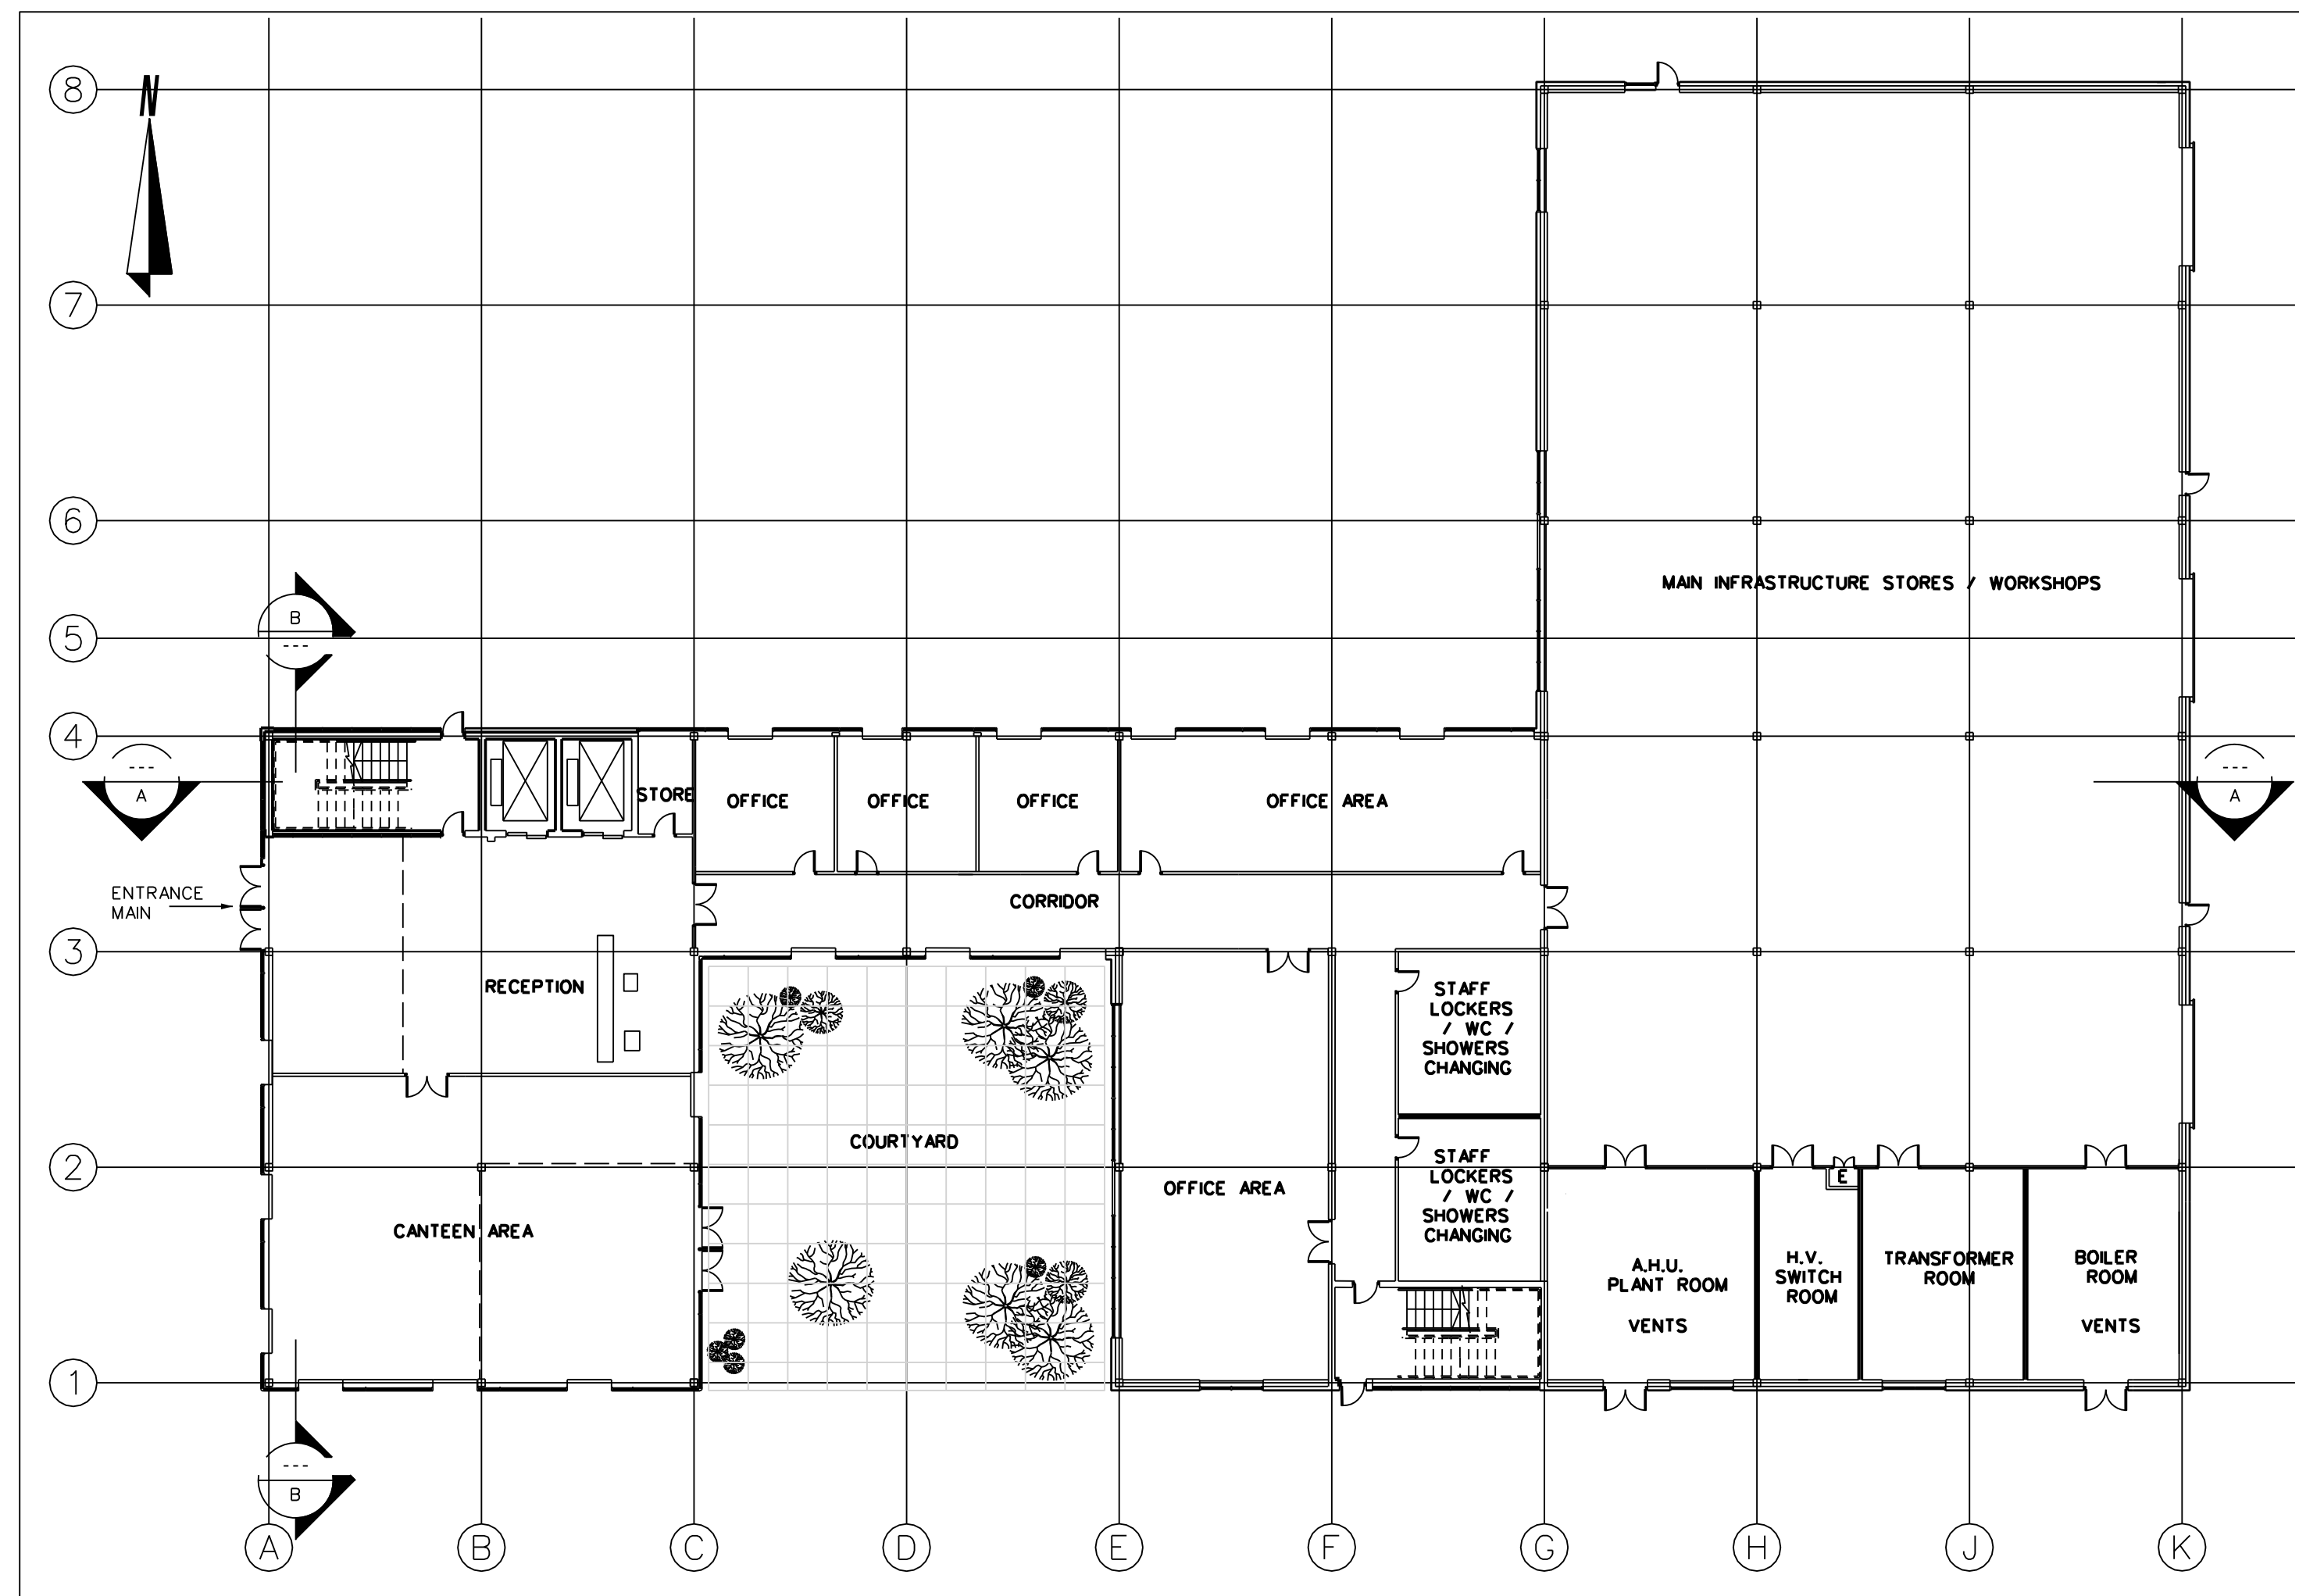 8
N
7
6
MAIN INFRASTRUCTURE STORES / WORKSHOPS
B
---
5
4
---
A
---
A
STORE
OFFICE
OFFICE
OFFICE
OFFICE AREA
ENTRANCE
MAIN
CORRIDOR
3
RECEPTION
STAFF
LOCKERS
/ WC /
SHOWERS
CHANGING
COURTYARD
2
CANTEEN AREA
OFFICE AREA
STAFF
LOCKERS
/ WC /
SHOWERS
CHANGING
E
A.H.U.
PLANT ROOM
VENTS
H.V.
SWITCH
ROOM
TRANSFORMER
ROOM
BOILER
ROOM
VENTS
1
---
B
A
B
C
D
E
F
G
H
J
K